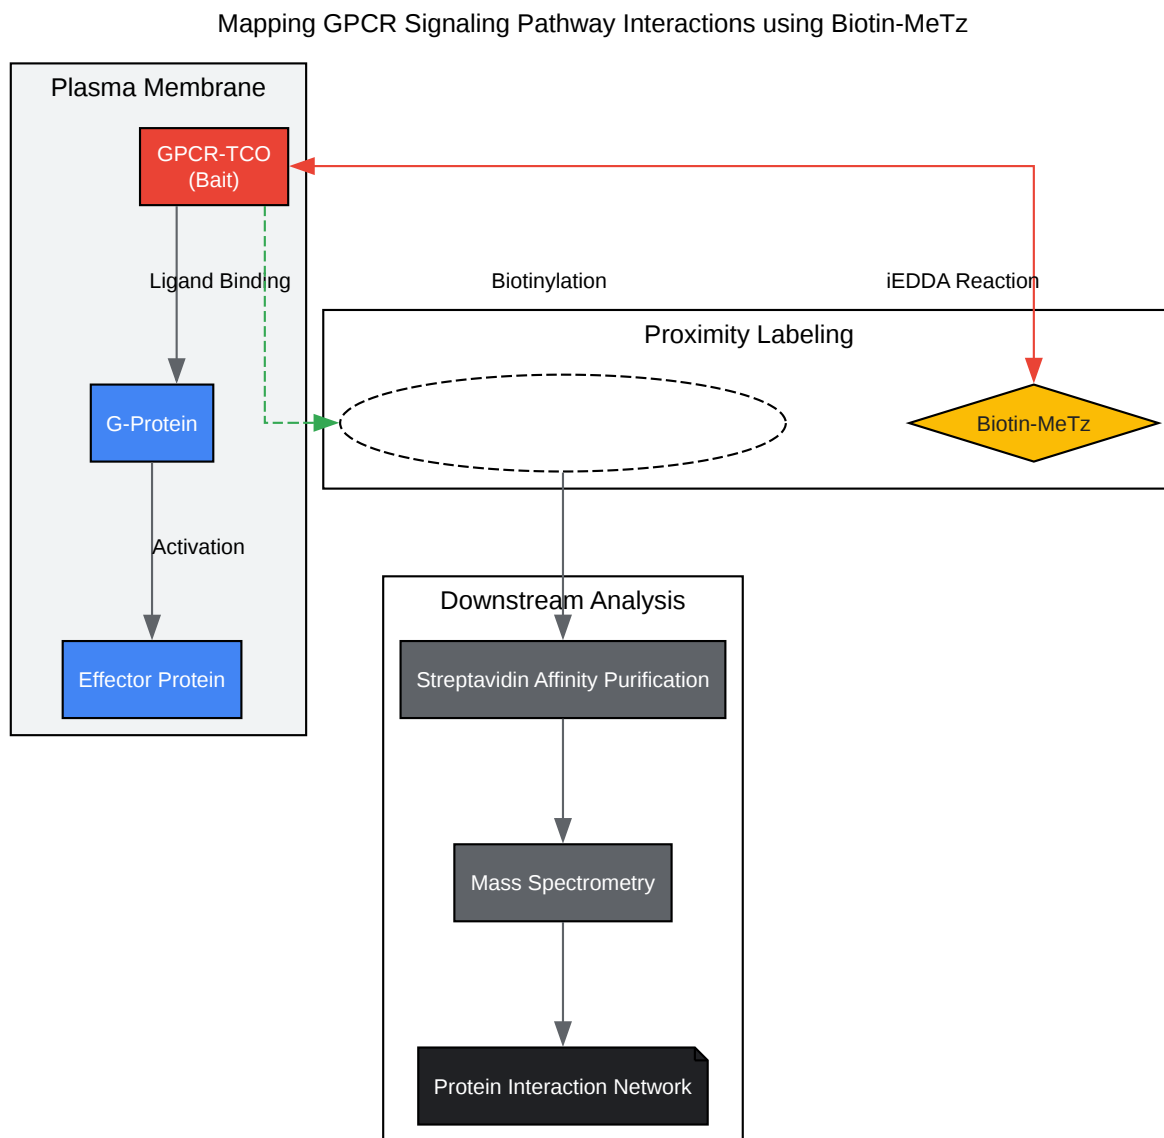 Mapping GPCR Signaling Pathway Interactions using Biotin-MeTz
Plasma Membrane
GPCR-TCO
(Bait)
Ligand Binding
Biotinylation
iEDDA Reaction
Proximity Labeling
G-Protein
Biotin-MeTz
Activation
Downstream Analysis
Effector Protein
Streptavidin Affinity Purification
Mass Spectrometry
Protein Interaction Network